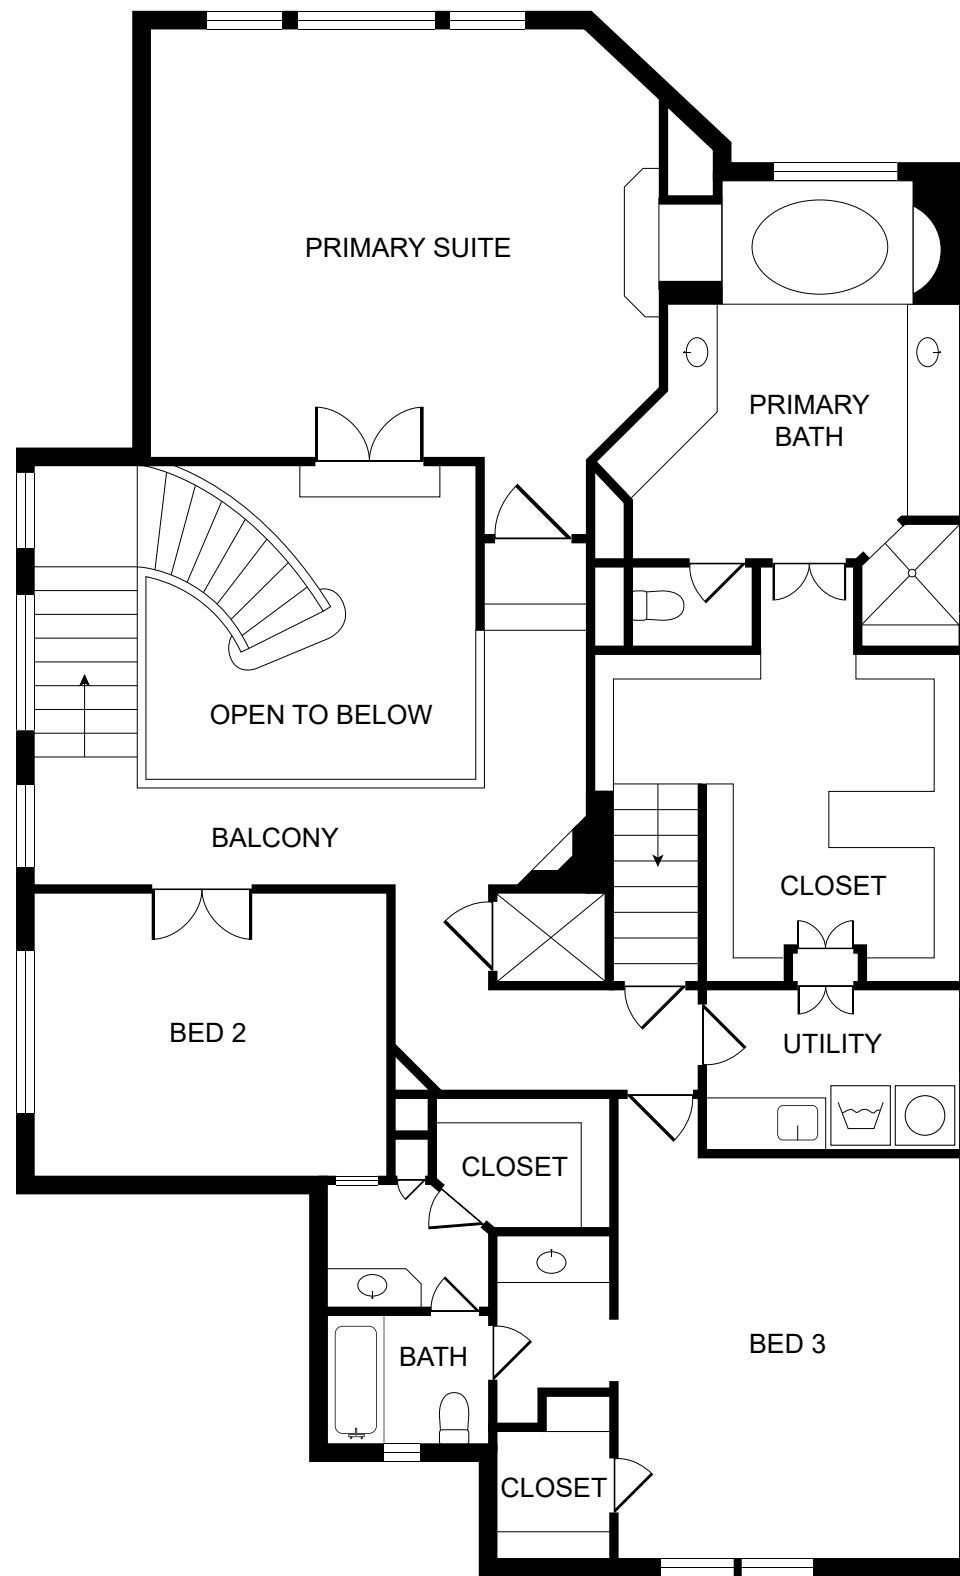 PRIMARY SUITE
PRIMARY
BATH
OPEN TO BELOW
BALCONY
CLOSET
BED 2
UTILITY
CLOSET
BED 3
BATH
CLOSET